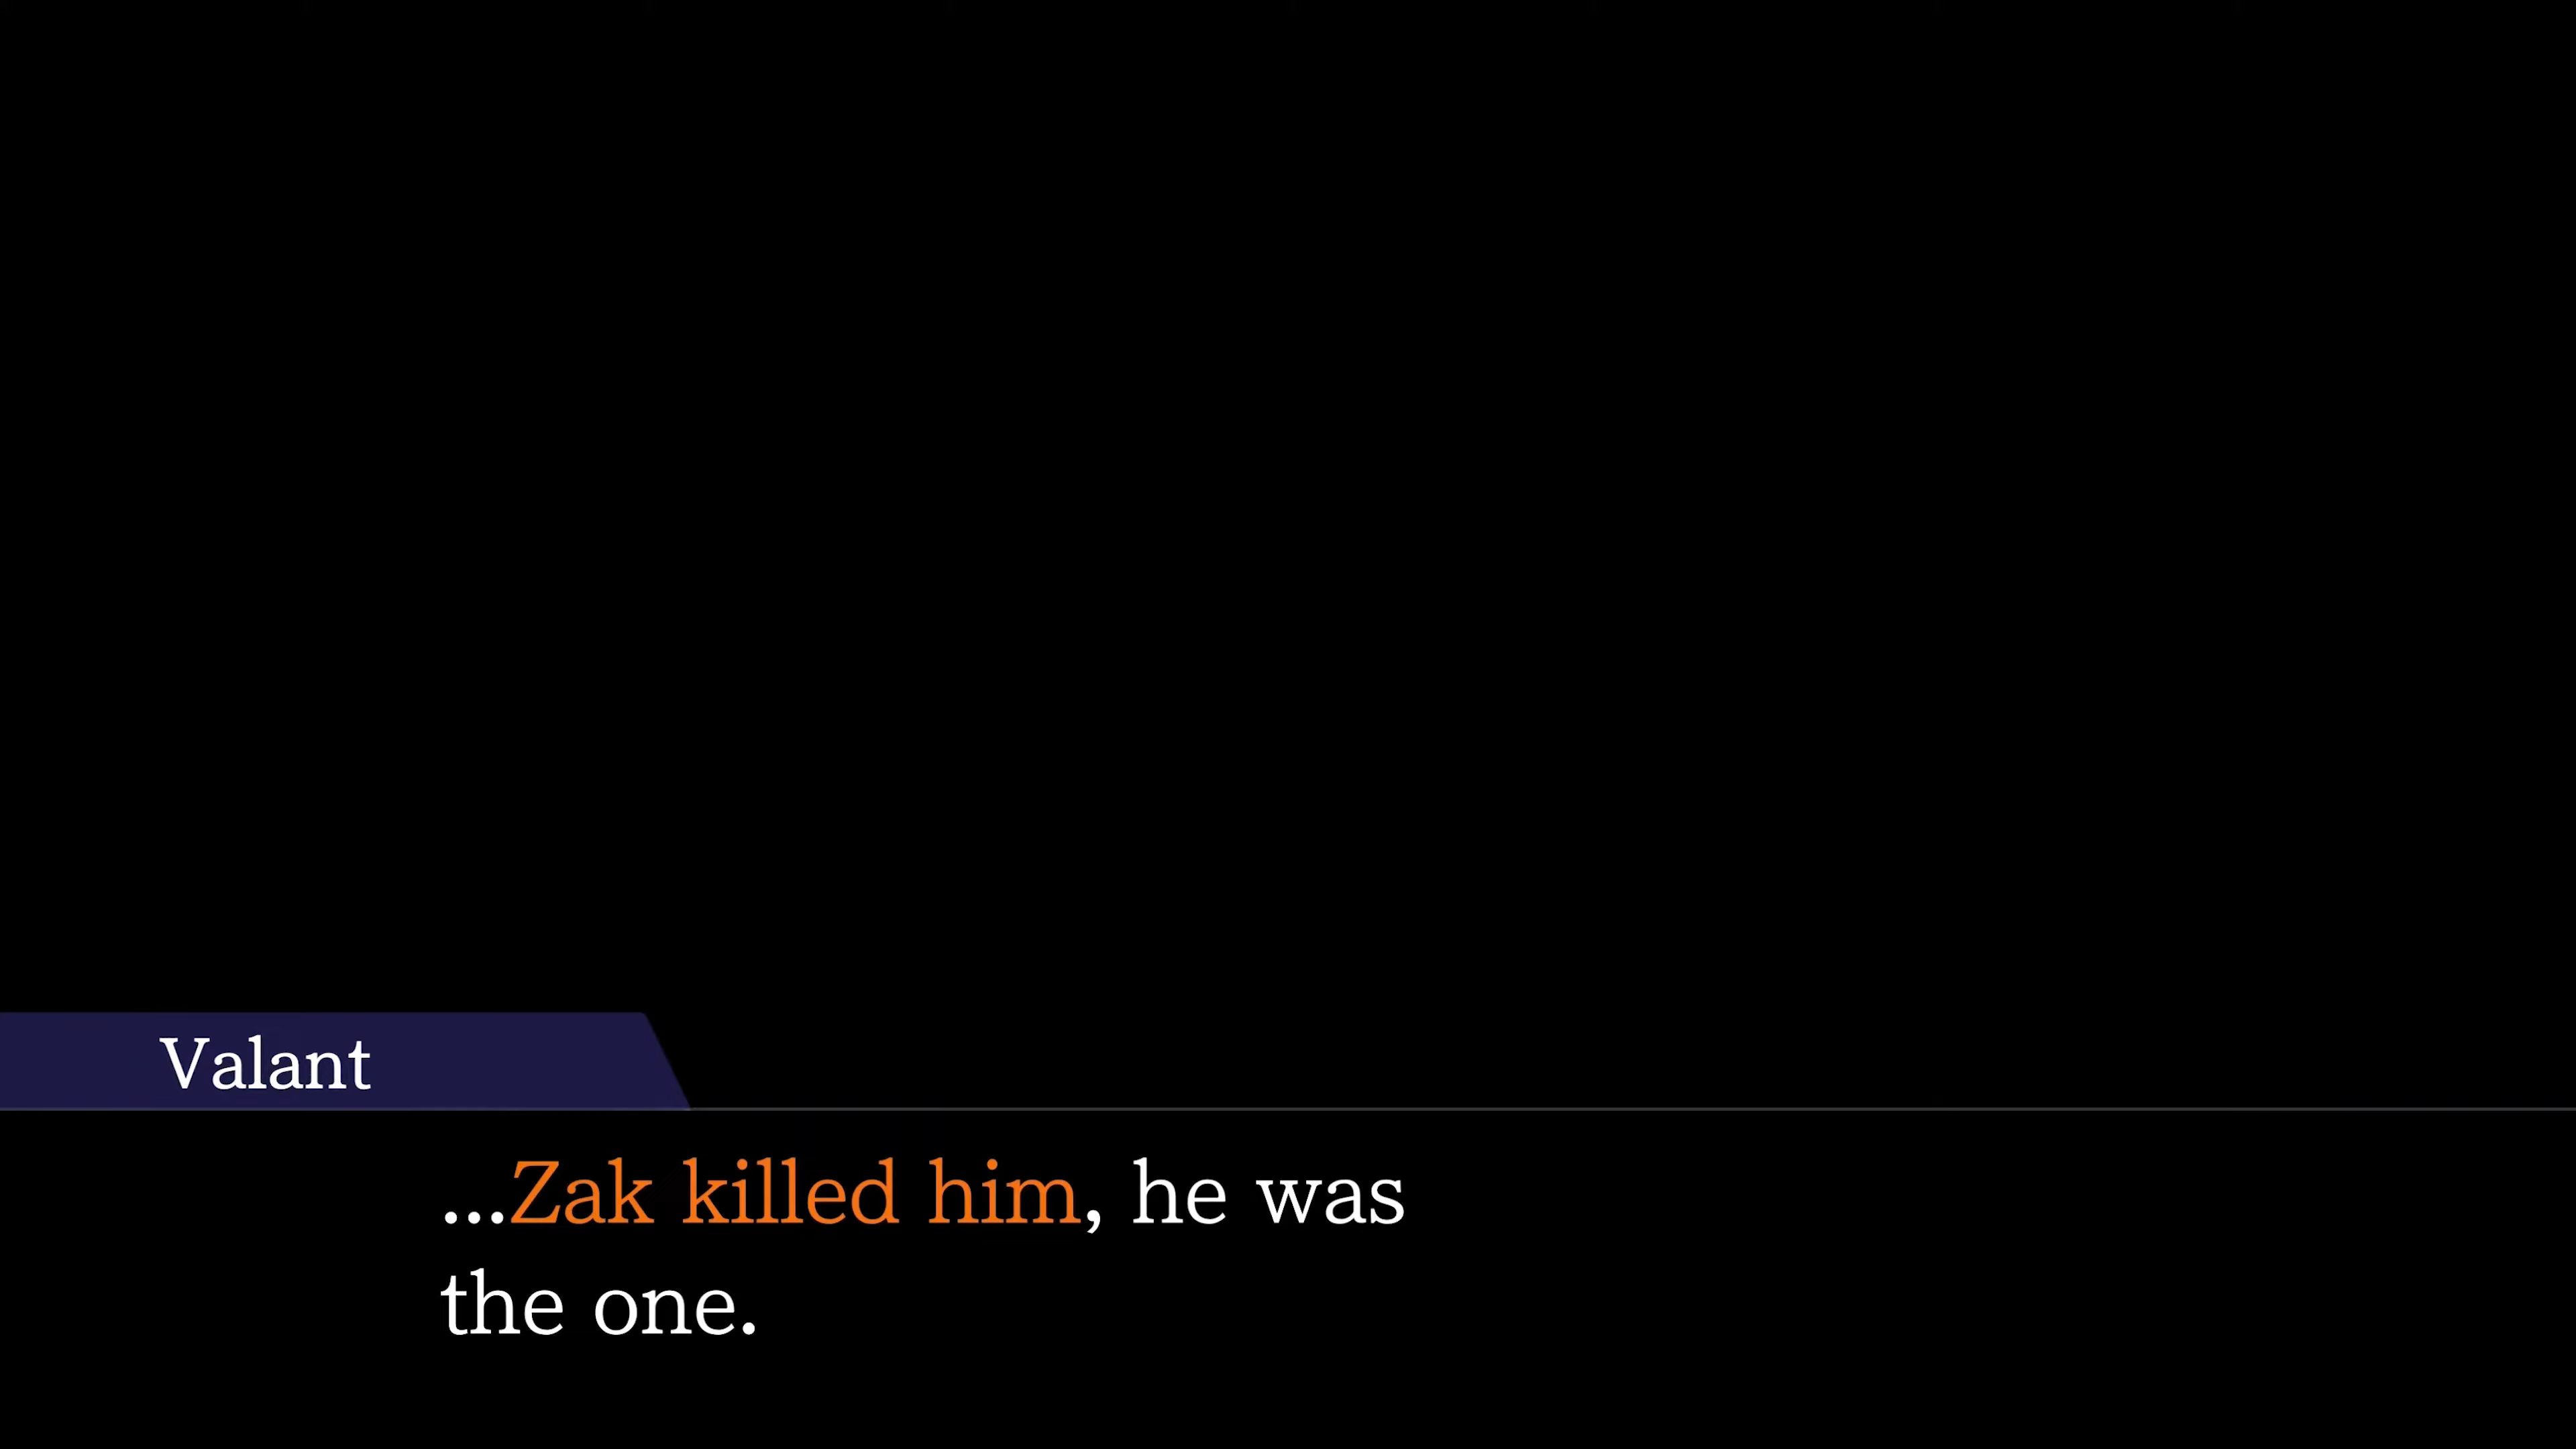 Valant
...Zak killed him, he was
the one.